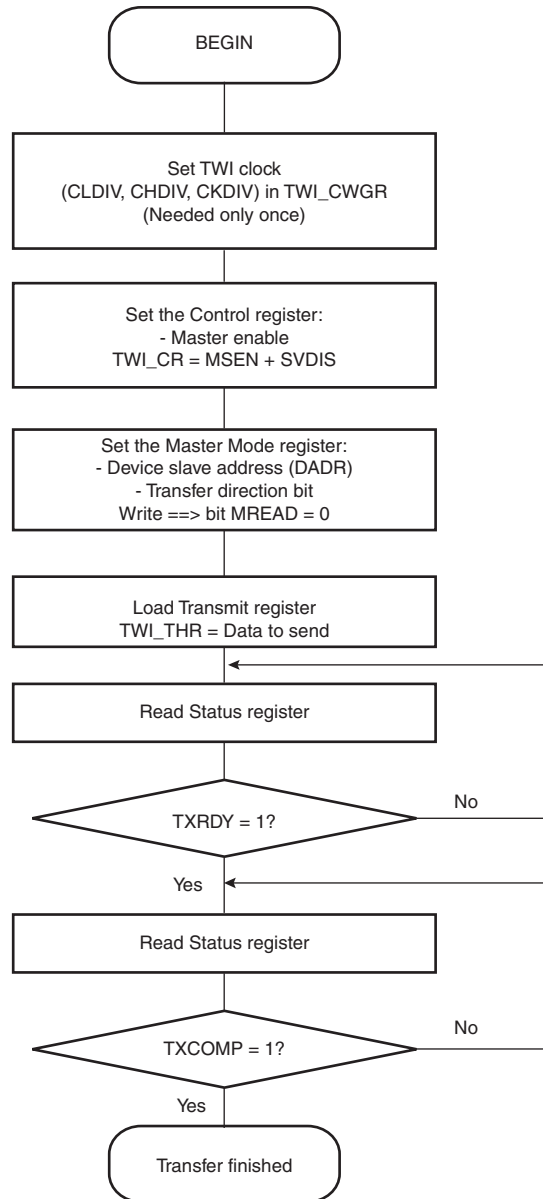 BEGIN
Set TWI clock
(CLDIV, CHDIV, CKDIV) in TWI_CWGR
(Needed only once)
Set the Control register:
- Master enable
TWI_CR = MSEN + SVDIS
Set the Master Mode register:
- Device slave address (DADR)
- Transfer direction bit
Write ==> bit MREAD = 0
Load Transmit register
TWI_THR = Data to send
Read Status register
TXRDY = 1?
No
Yes
Read Status register
TXCOMP = 1?
No
Yes
Transfer finished